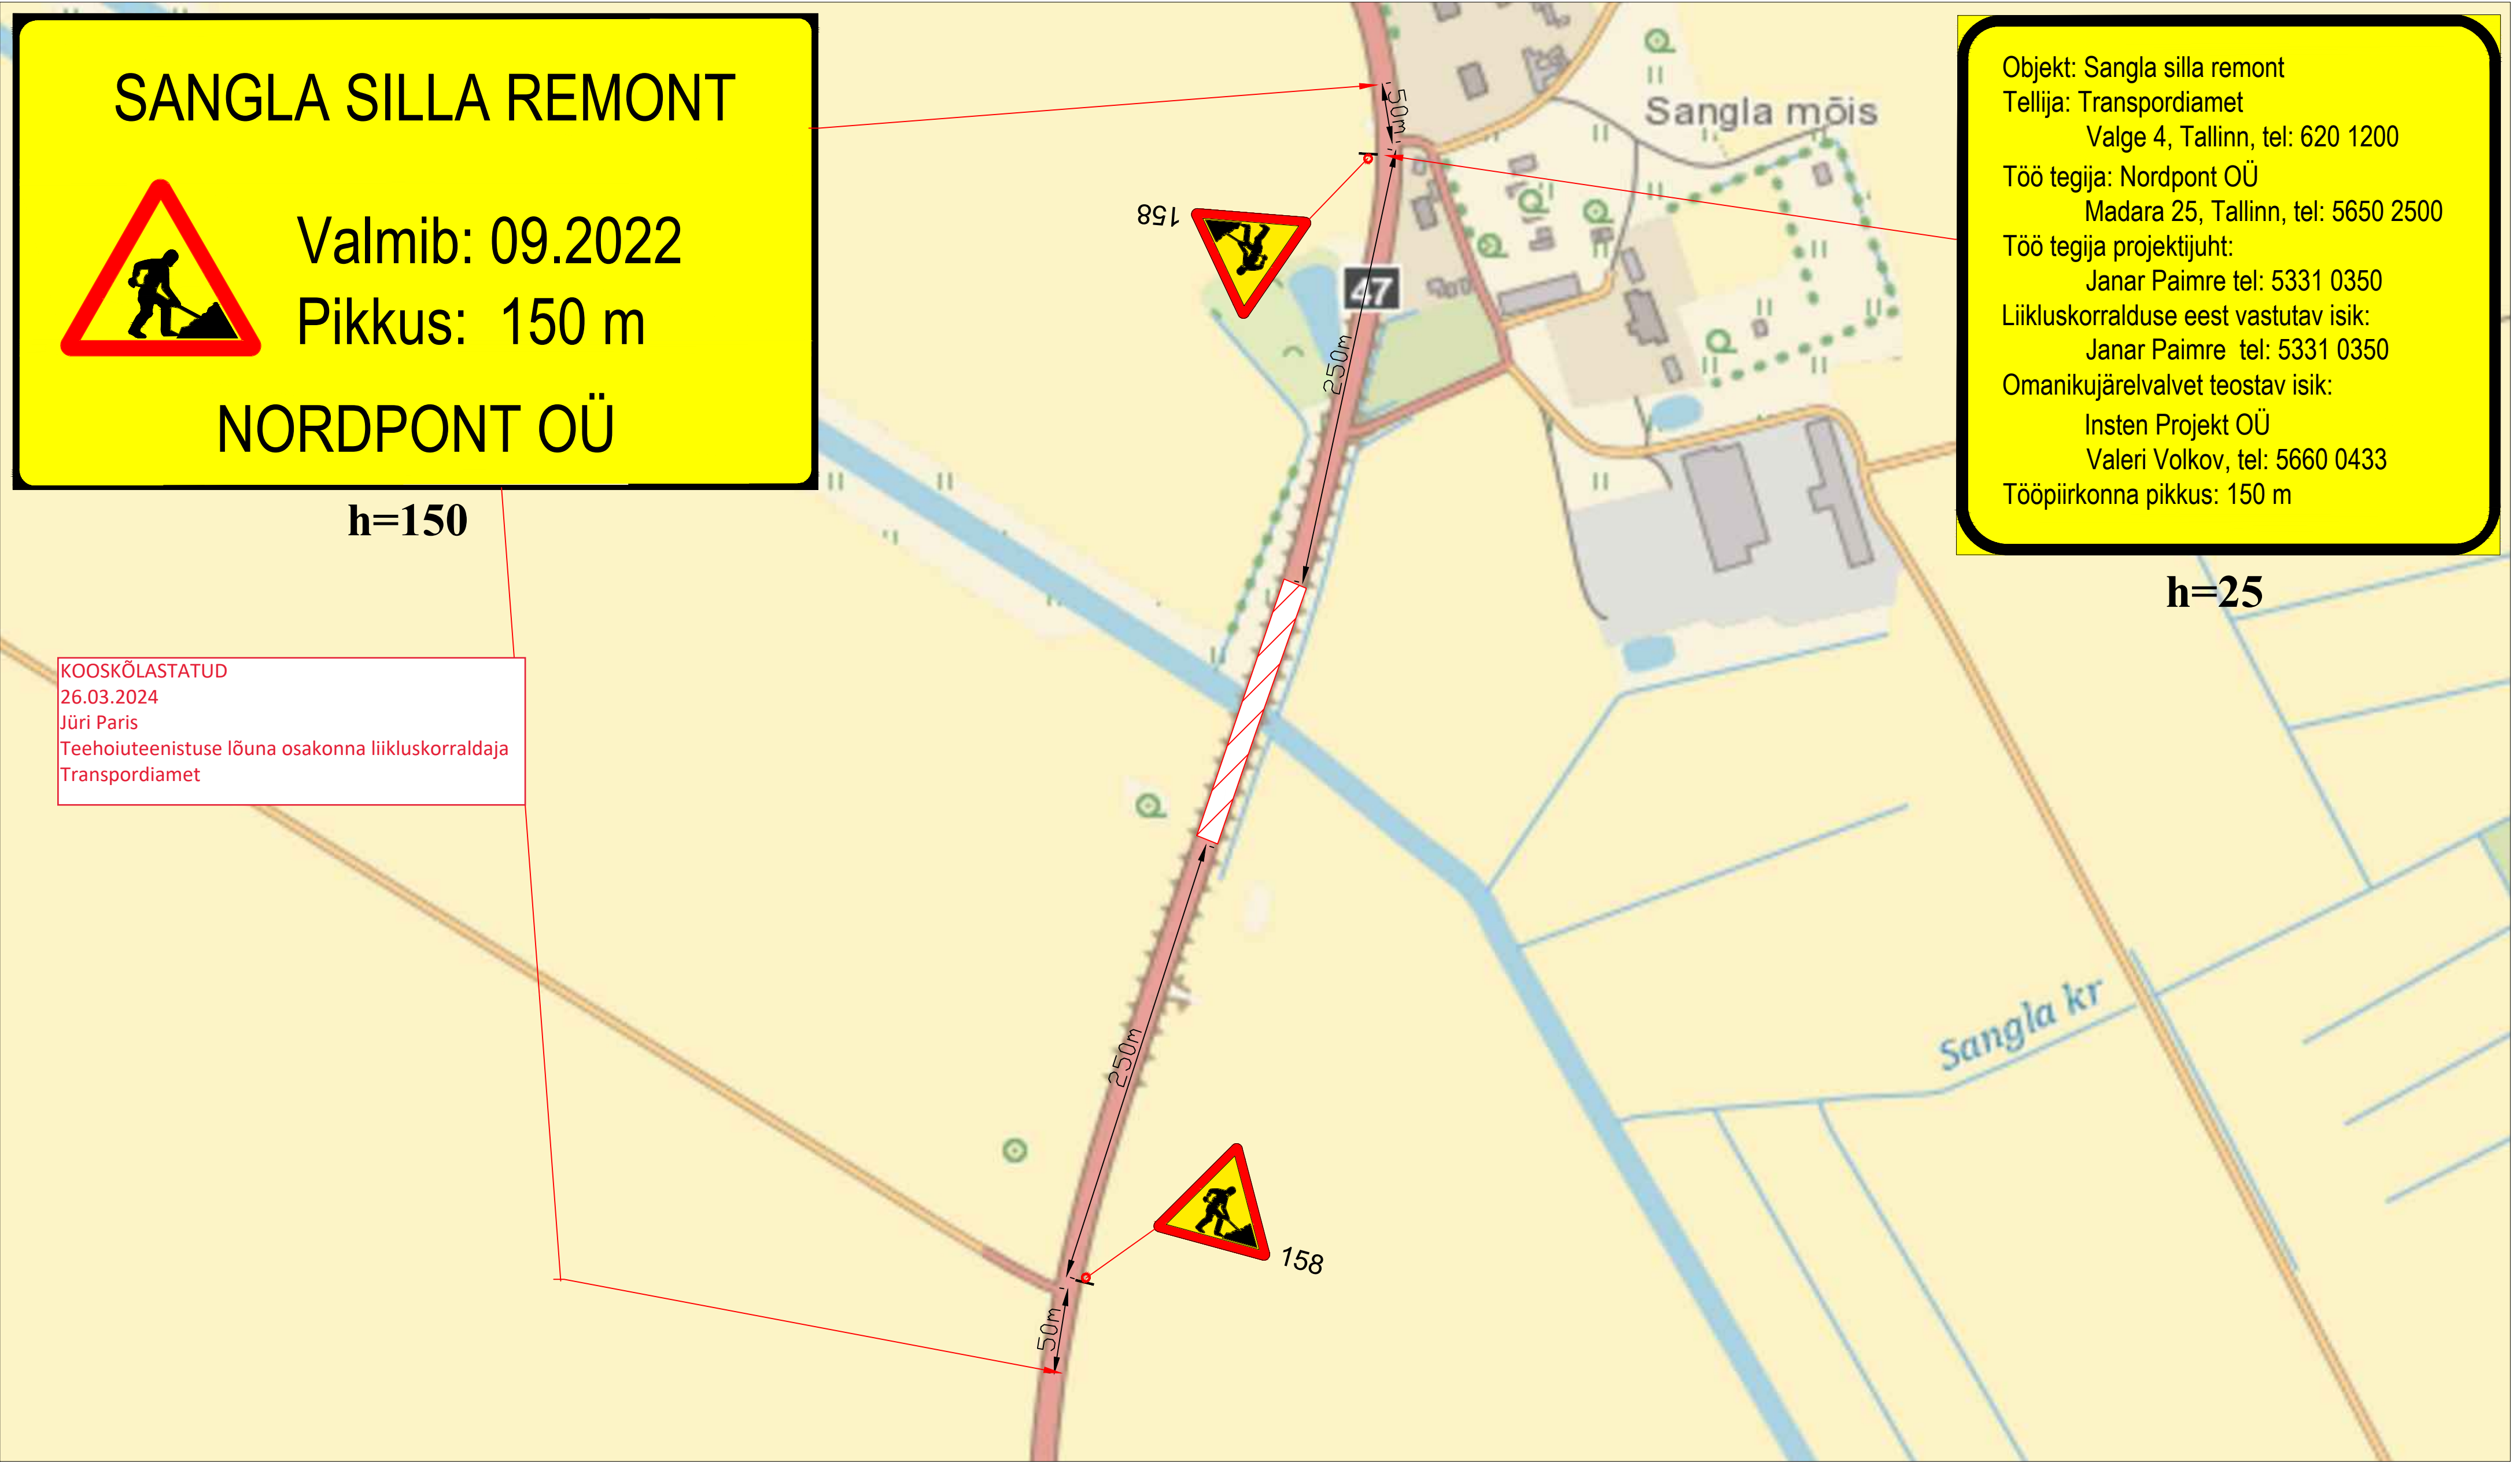 SANGLA SILLA REMONT
Valmib: 09.2022
Pikkus: 150 m
NORDPONT OÜ
h=150
KOOSKÕLASTATUD
26.03.2024
Jüri Paris
Teehoiuteenistuse lõuna osakonna liikluskorraldaja
Transpordiamet
50m
158
47
250m
Sangla mõis
Objekt: Sangla silla remont
Tellija: Transpordiamet
Valge 4, Tallinn, tel: 620 1200
Töö tegija: Nordpont OÜ
Madara 25, Tallinn, tel: 5650 2500
Töö tegija projektijuht:
Janar Paimre tel: 5331 0350
Liikluskorralduse eest vastutav isik:
Janar Paimre tel: 5331 0350
Omanikujärelvalvet teostav isik:
Insten Projekt OÜ
Valeri Volkov, tel: 5660 0433
Tööpiirkonna pikkus: 150 m
h=25
250m
Sangla kr
158
50m